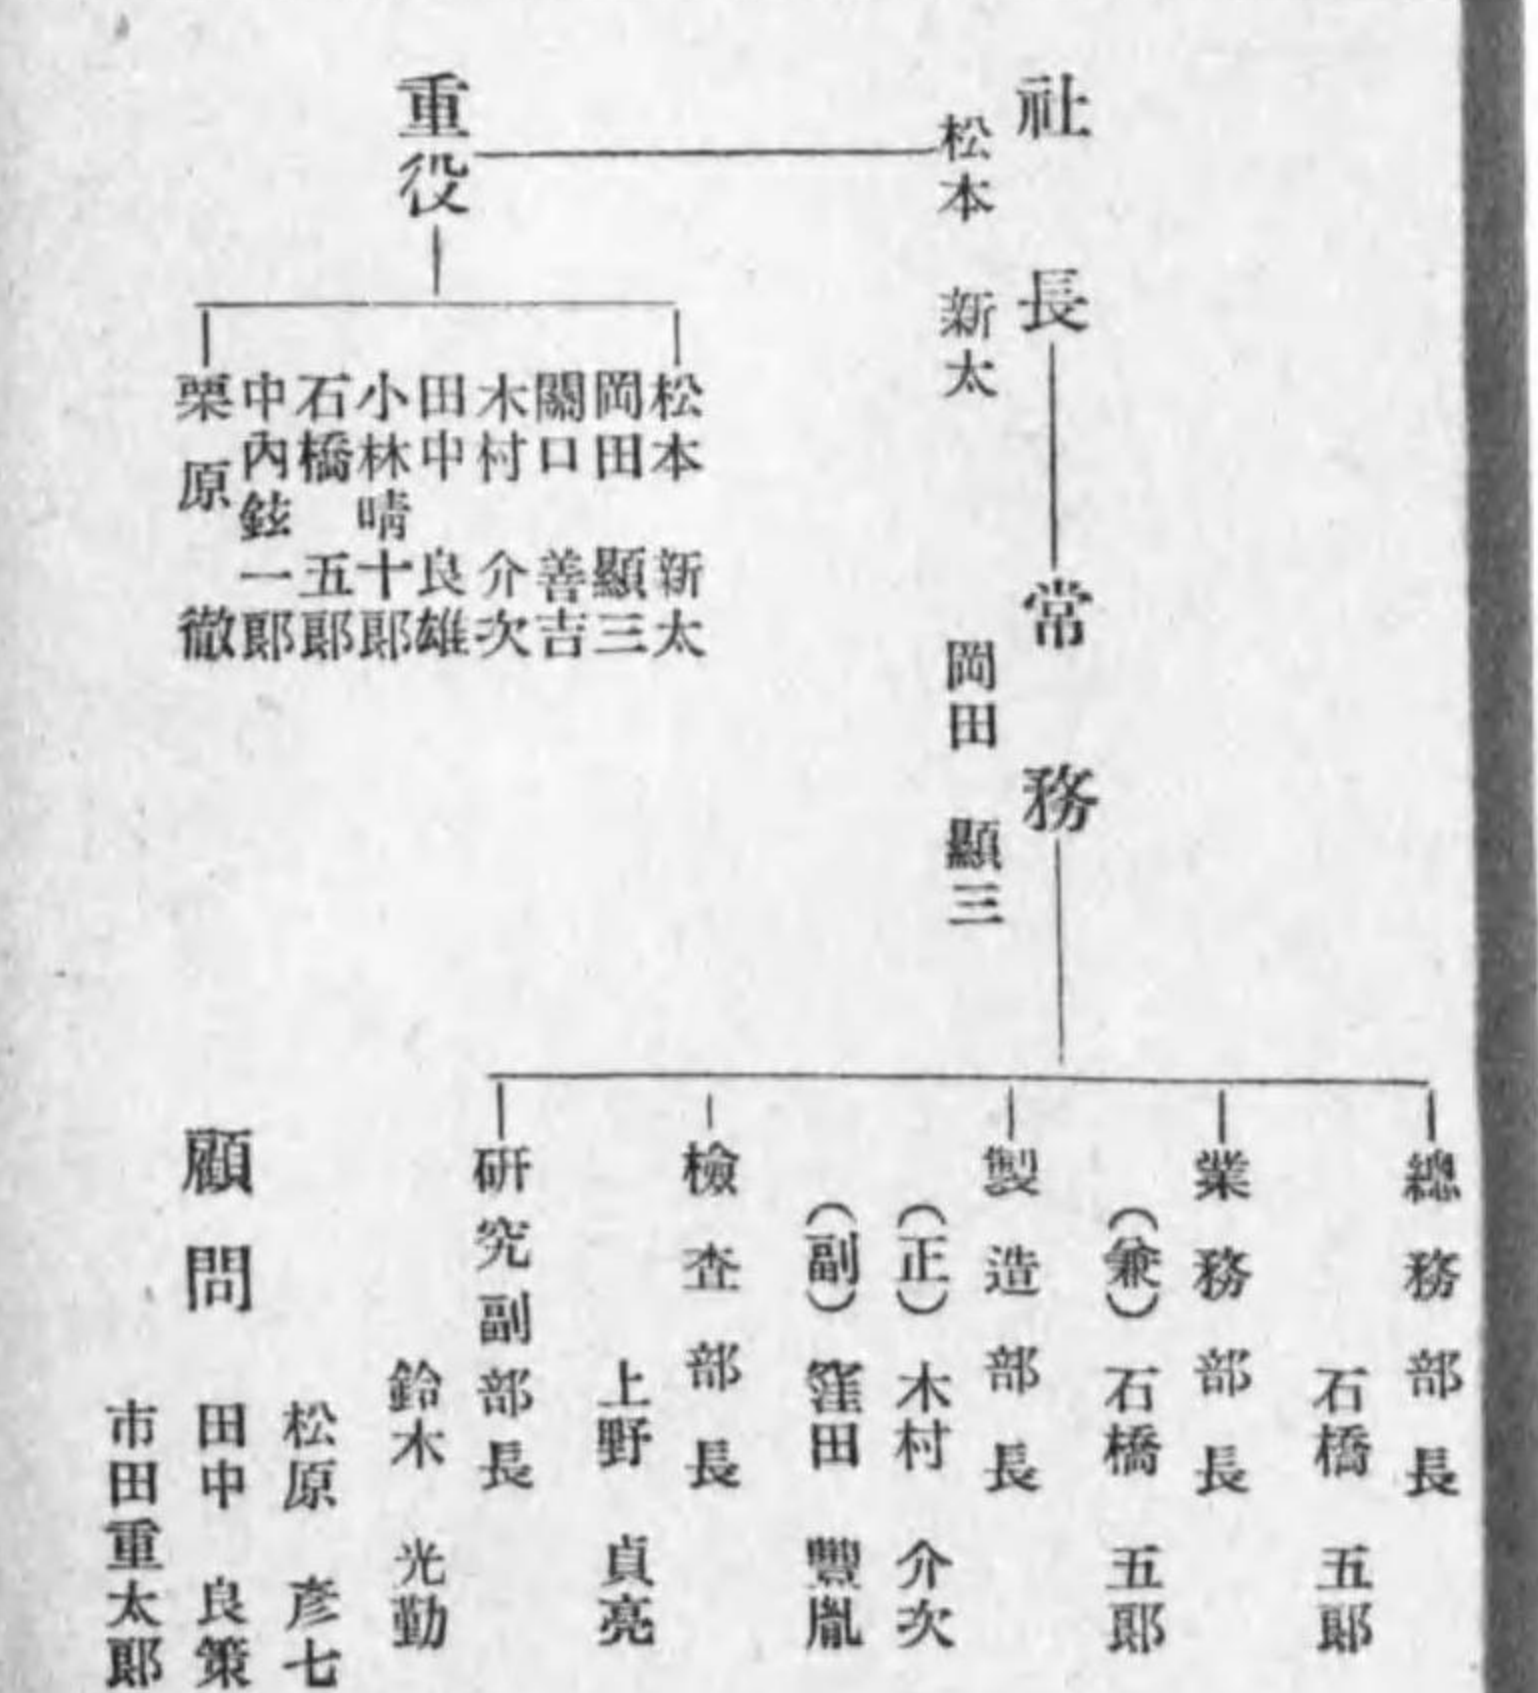 社長
松本 新太
常務
岡田 顯三
重役
松本 新太
岡田 顯三
關口 善吉
木村 介次
田中 良雄
小林晴十郎
石橋 五郎
中內鉉一郎
栗原 徹
總務部長
石橋 五郎
業務部長
(兼) 石橋 五郎
製造部長
(正) 木村 介次
(副) 窪田 豐胤
檢査部長
上野 貞亮
硏究副部長
鈴木 光勤
顧問
松原 彥七
田中 良策
市田重太郎